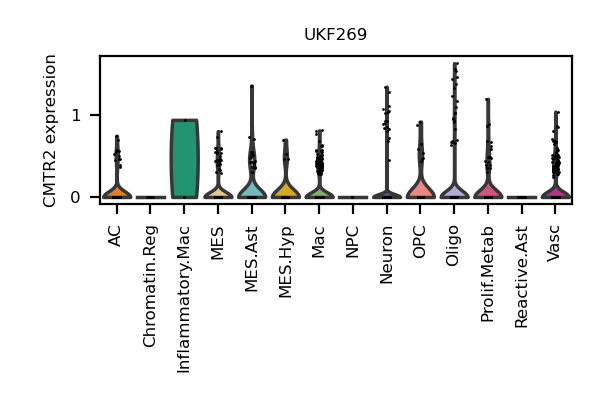 UKF269
CMTR2 expression
1
0
AC
Chromatin.Reg
Inflammatory.Mac
MES
MES.Ast
MES.Hyp
Mac
NPC
Neuron
OPC
Oligo
Prolif.Metab
Reactive.Ast
Vasc